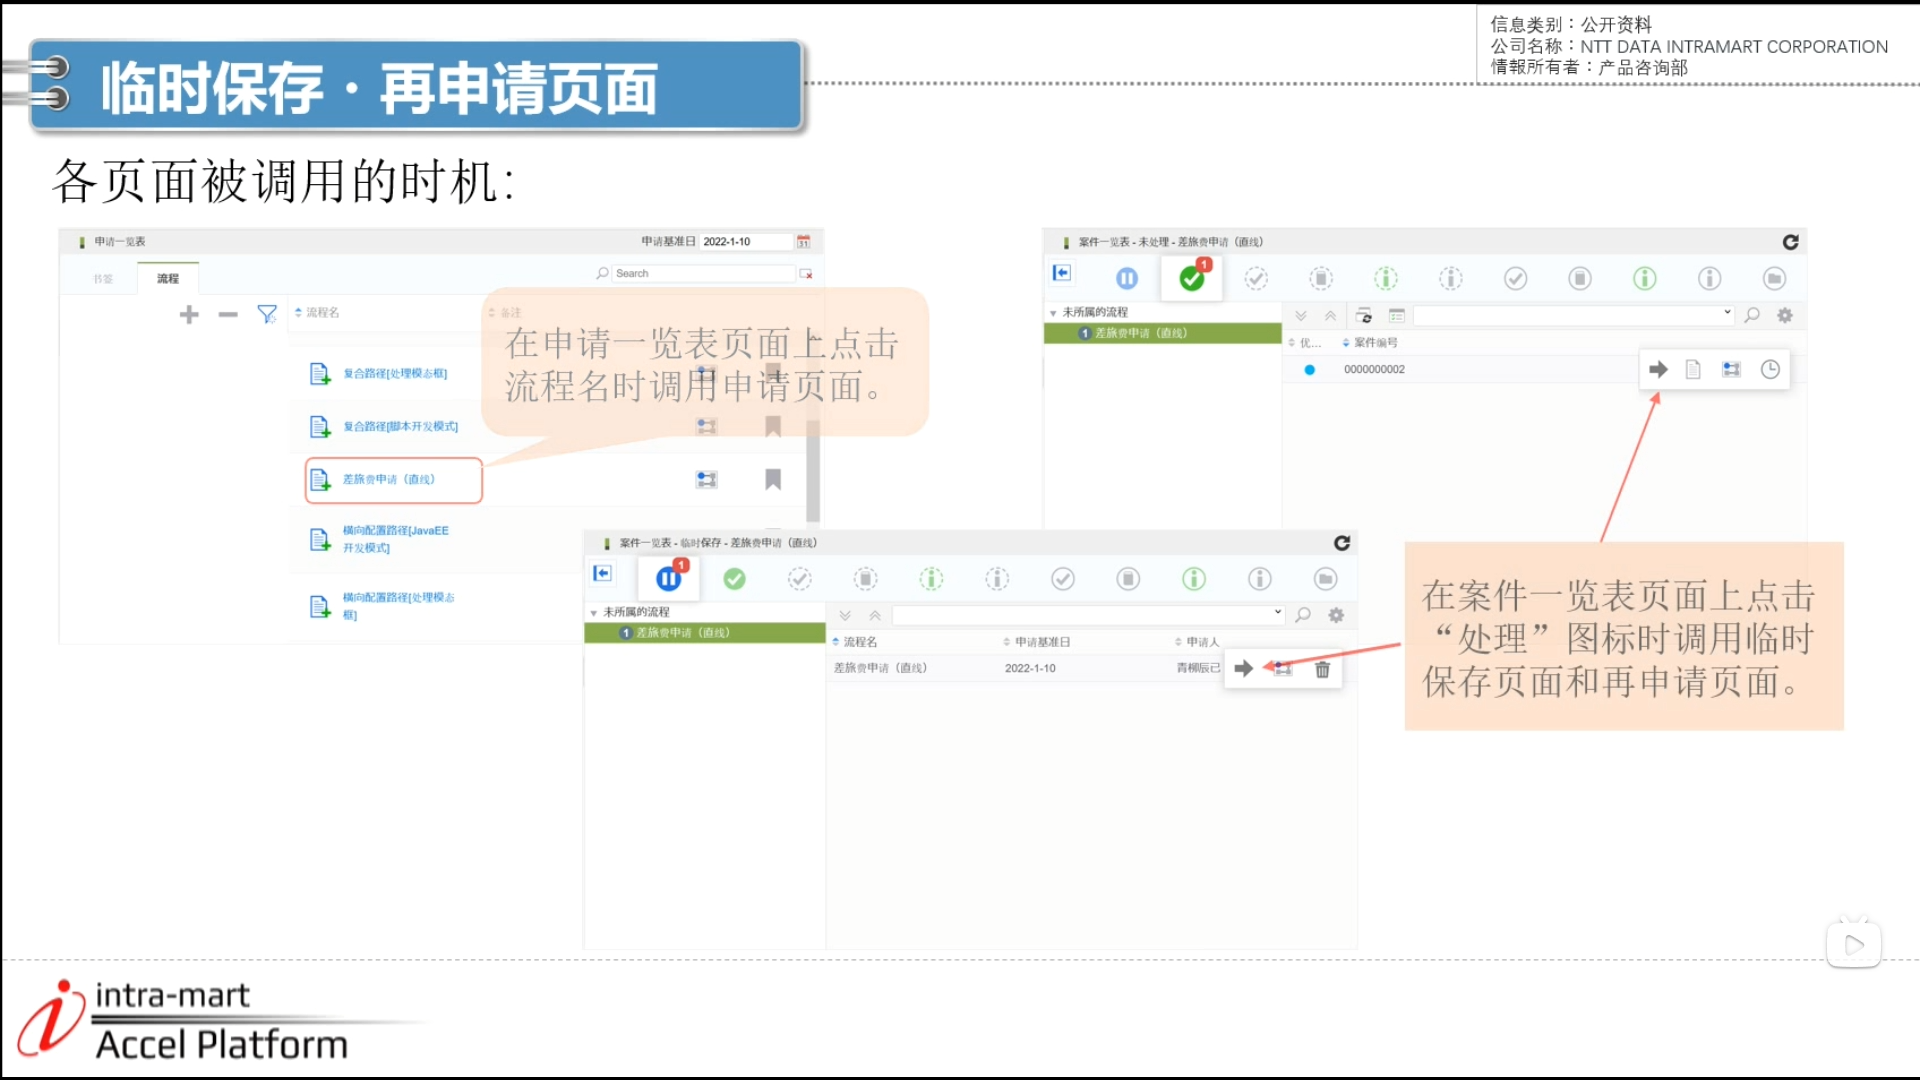 信息类别：公开资料
公司名称：NTT DATA INTRAMART CORPORATION
情報所有者：产品咨询部
临时保存・再申请页面
各页面被调用的时机：
申请一览表
申请基准日 2022-1-10
31
书签
流程
Search
流程名
备注
在申请一览表页面上点击
流程名时调用申请页面。
复合路径[处理模态框]
复合路径[脚本开发模式]
差旅费申请（直线）
横向配置路径[JavaEE
开发模式]
横向配置路径[处理模态
框]
案件一览表 - 未处理 - 差旅费申请（直线）
1
未所属的流程
1 差旅费申请（直线）
优...
案件编号
0000000002
案件一览表 - 临时保存 - 差旅费申请（直线）
1
未所属的流程
1 差旅费申请（直线）
流程名
申请基准日
申请人
差旅费申请（直线）
2022-1-10
青柳辰己
在案件一览表页面上点击
“处理”图标时调用临时
保存页面和再申请页面。
intra-mart
Accel Platform